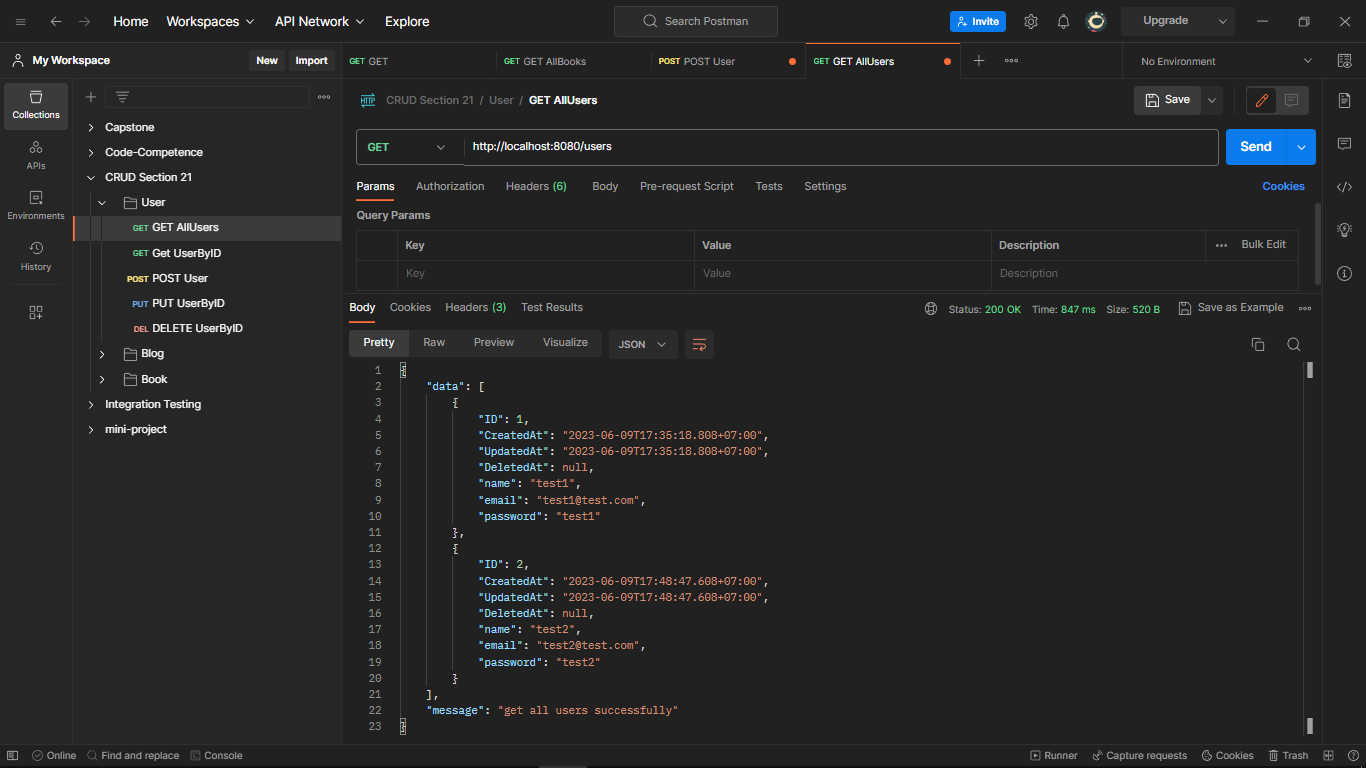 Home Workspaces API Network Explore Search Postman Invite Upgrade
My Workspace New Import GET GET GET GET AllBooks POST POST User GET GET AllUsers No Environment
Collections
APIs
Environments
History
Capstone
Code-Competence
CRUD Section 21
User
GET GET AllUsers
GET Get UserByID
POST POST User
PUT PUT UserByID
DEL DELETE UserByID
Blog
Book
Integration Testing
mini-project
HTTP CRUD Section 21 / User / GET AllUsers Save
GET http://localhost:8080/users Send
Params Authorization Headers (6) Body Pre-request Script Tests Settings Cookies
Query Params
Key Value Description Bulk Edit
Key Value Description
Body Cookies Headers (3) Test Results Status: 200 OK Time: 847 ms Size: 520 B Save as Example
Pretty Raw Preview Visualize JSON
1 {
2 "data": [
3 {
4 "ID": 1,
5 "CreatedAt": "2023-06-09T17:35:18.808+07:00",
6 "UpdatedAt": "2023-06-09T17:35:18.808+07:00",
7 "DeletedAt": null,
8 "name": "test1",
9 "email": "test1@test.com",
10 "password": "test1"
11 },
12 {
13 "ID": 2,
14 "CreatedAt": "2023-06-09T17:48:47.608+07:00",
15 "UpdatedAt": "2023-06-09T17:48:47.608+07:00",
16 "DeletedAt": null,
17 "name": "test2",
18 "email": "test2@test.com",
19 "password": "test2"
20 }
21 ],
22 "message": "get all users successfully"
23 }
Online Find and replace Console Runner Capture requests Cookies Trash